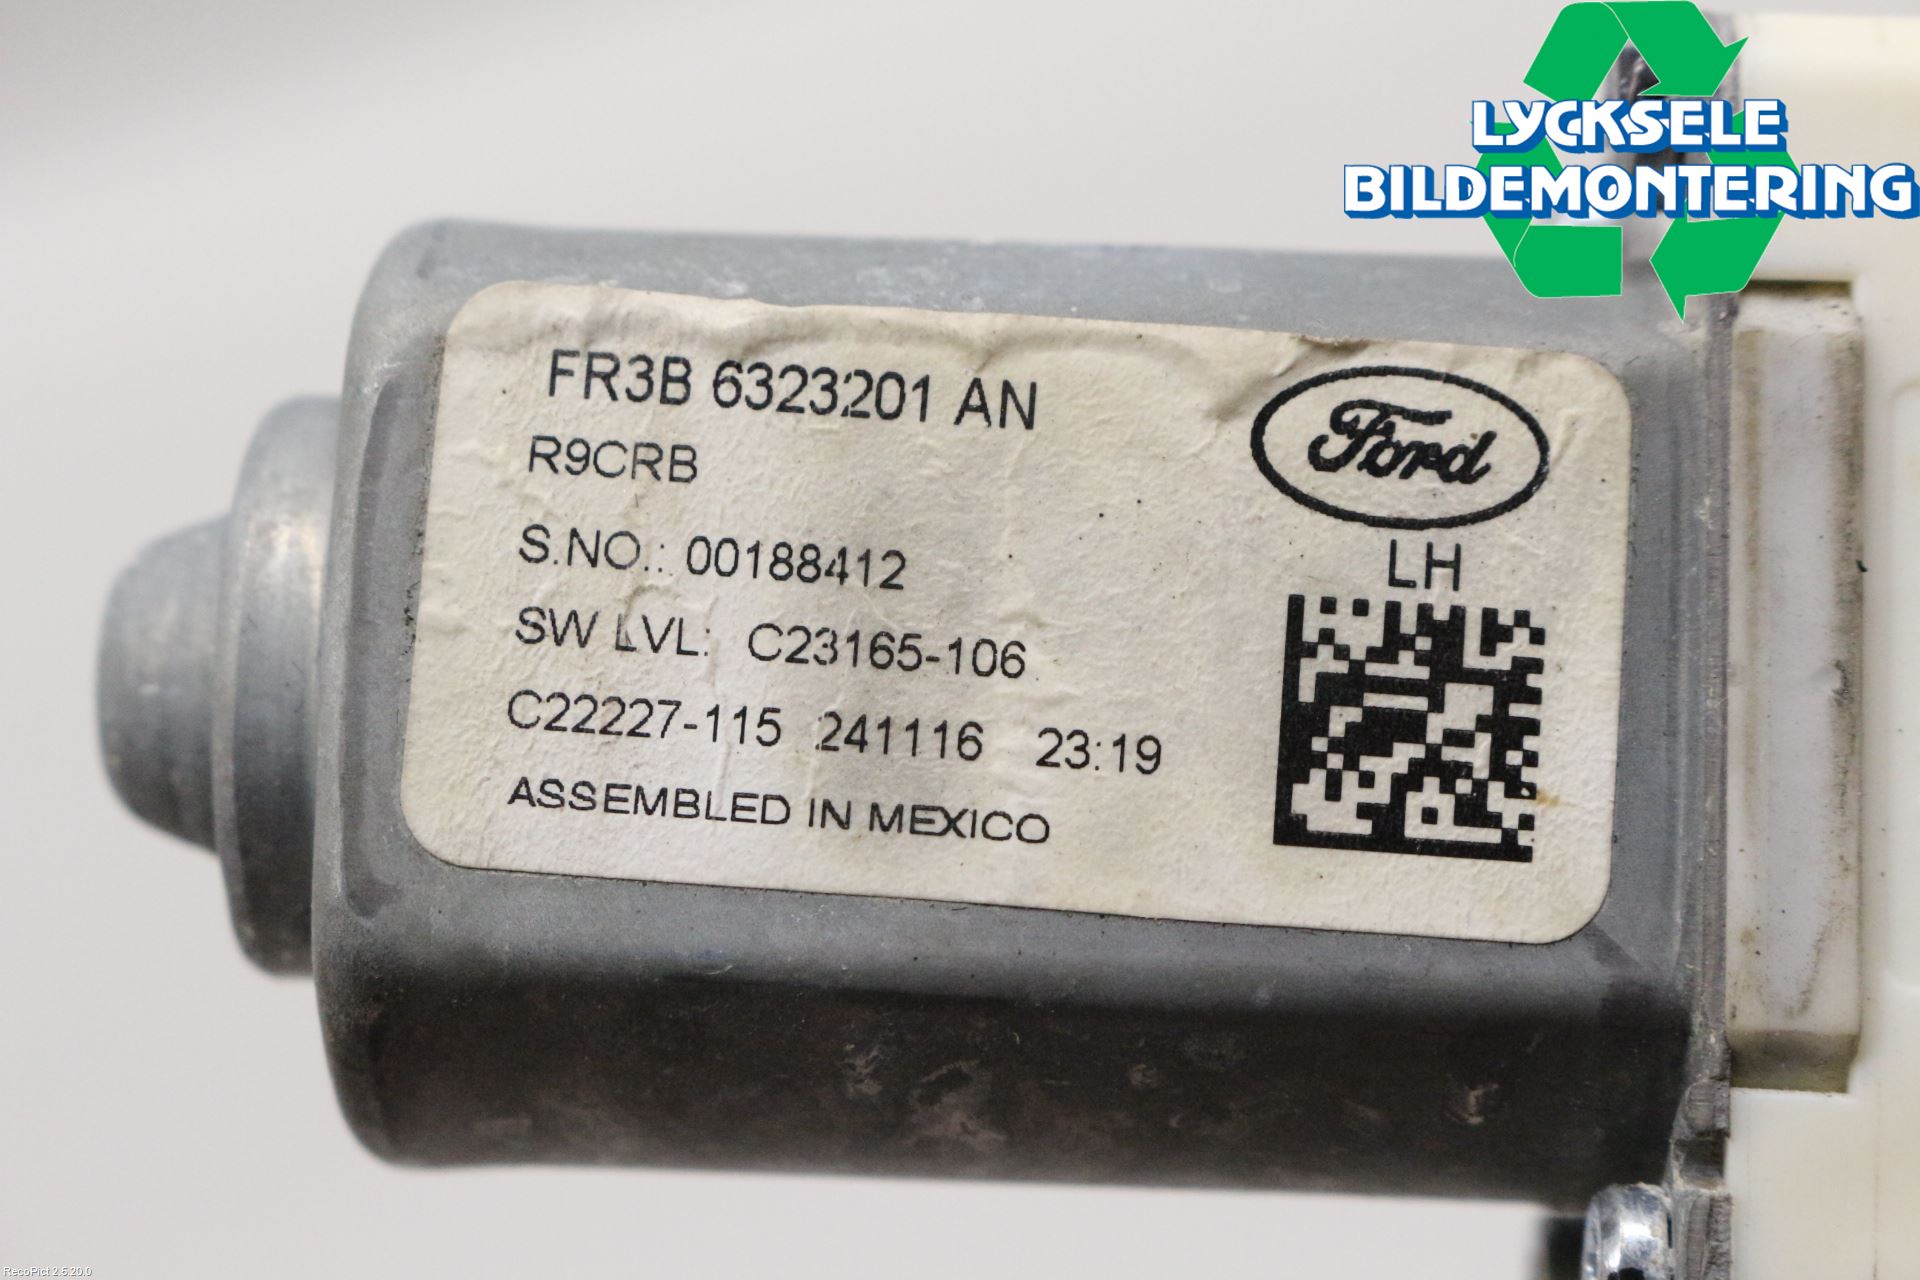 LYCKSELE
BILDEMONTERING
FR3B 6323201 AN
Ford
R9CRB
S.NO.: 00188412
LH
SW LVL: C23165-106
C22227-115 241116 23:19
ASSEMBLED IN MEXICO
RecoPict 2.5.20.0